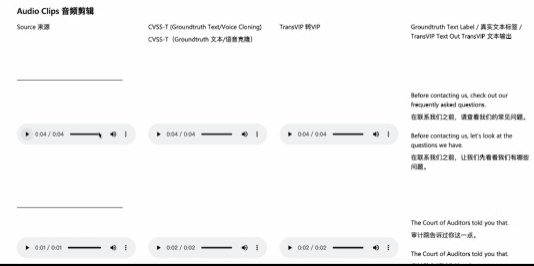 Audio Clips 音频剪辑
Source 来源
CVSS-T (Groundtruth Text/Voice Cloning)
CVSS-T（Groundtruth 文本/语音克隆）
TransVIP 转VIP
Groundtruth Text Label / 真实文本标签 /
TransVIP Text Out TransVIP 文本输出
Before contacting us, check out our
frequently asked questions.
在联系我们之前，请查看我们的常见问题。
0:04 / 0:04
0:04 / 0:04
0:04 / 0:04
Before contacting us, let's look at the
questions we have.
在联系我们之前，让我们先看看我们有哪些
问题。
The Court of Auditors told you that.
审计院告诉过你这一点。
0:01 / 0:01
0:02 / 0:02
0:02 / 0:02
The Court of Auditors told you that.